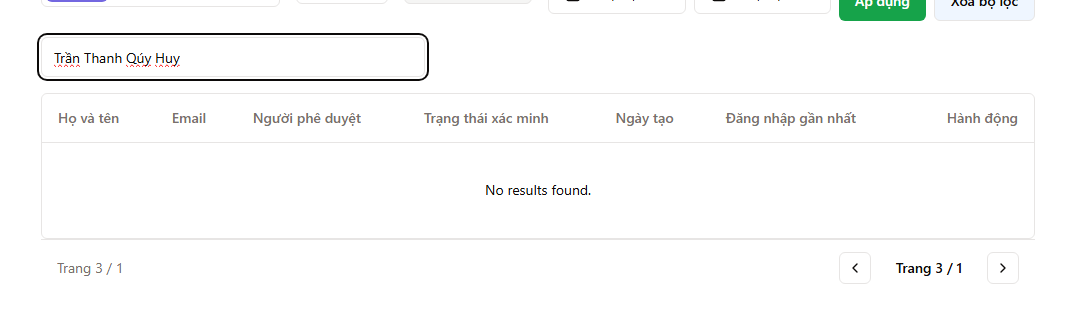 Áp dụng
Xóa bộ lọc
Trần Thanh Qúy Huy
Họ và tên Email Người phê duyệt Trạng thái xác minh Ngày tạo Đăng nhập gần nhất Hành động
No results found.
Trang 3 / 1 Trang 3 / 1